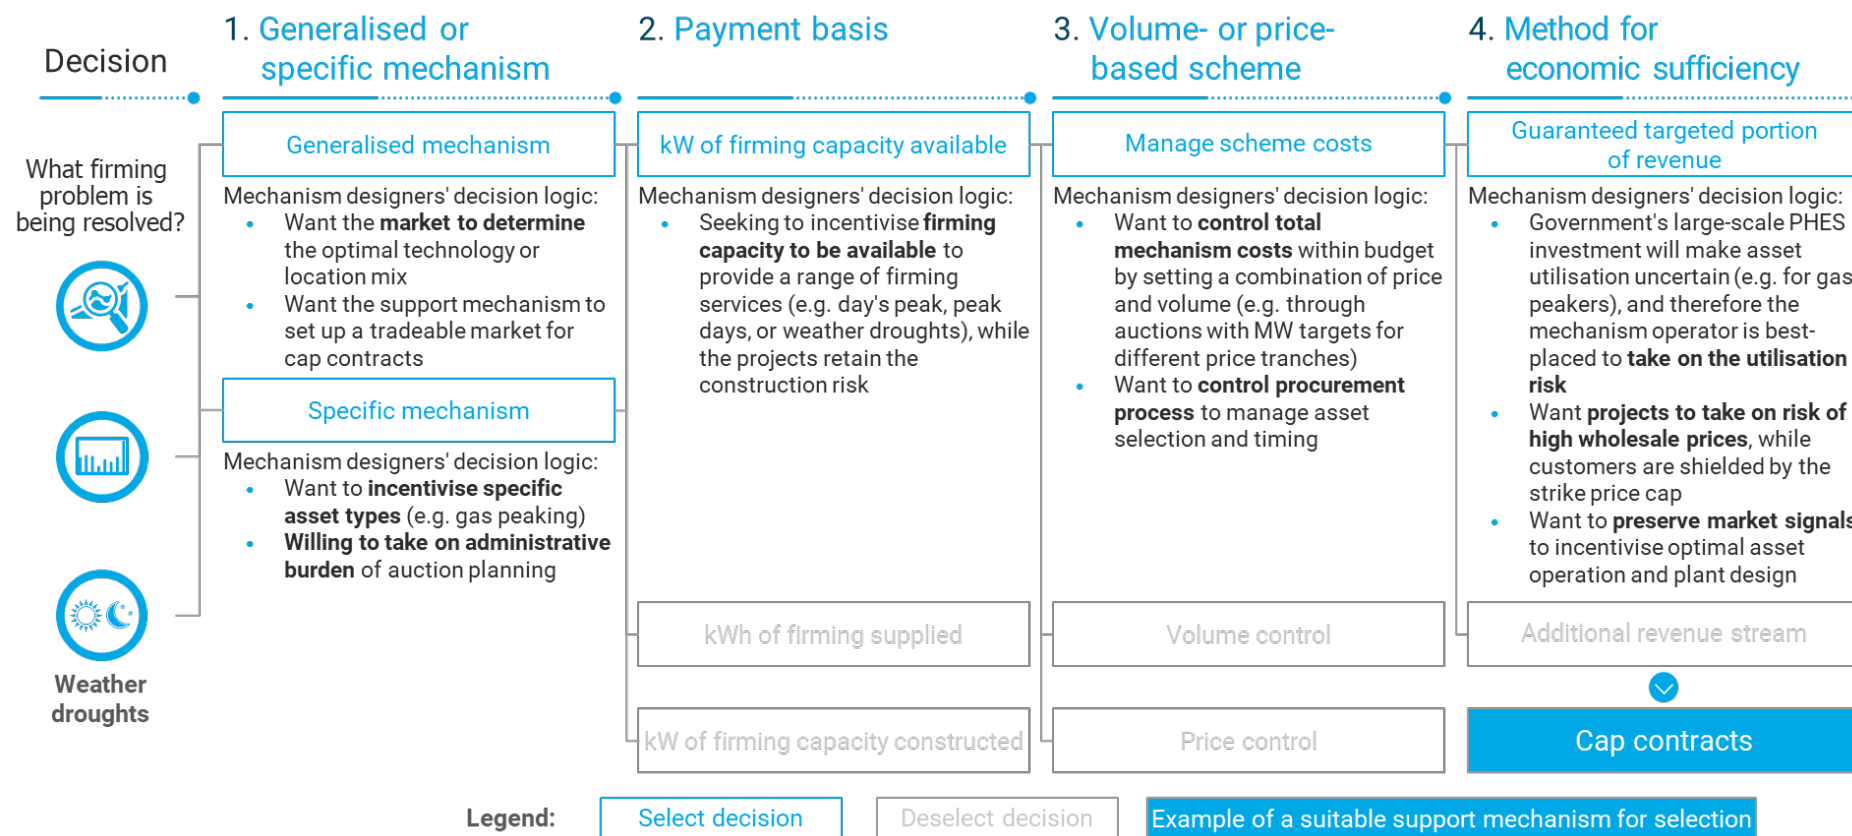 Decision
1. Generalised or
specific mechanism
2. Payment basis
3. Volume- or price-
based scheme
4. Method for
economic sufficiency
What firming
problem is
being resolved?
Weather
droughts
Generalised mechanism
Mechanism designers' decision logic:
• Want the market to determine
the optimal technology or
location mix
• Want the support mechanism to
set up a tradeable market for
cap contracts
Specific mechanism
Mechanism designers' decision logic:
• Want to incentivise specific
asset types (e.g. gas peaking)
• Willing to take on administrative
burden of auction planning
kW of firming capacity available
Mechanism designers' decision logic:
• Seeking to incentivise firming
capacity to be available to
provide a range of firming
services (e.g. day's peak, peak
days, or weather droughts), while
the projects retain the
construction risk
kWh of firming supplied
kW of firming capacity constructed
Manage scheme costs
Mechanism designers' decision logic:
• Want to control total
mechanism costs within budget
by setting a combination of price
and volume (e.g. through
auctions with MW targets for
different price tranches)
• Want to control procurement
process to manage asset
selection and timing
Volume control
Price control
Guaranteed targeted portion
of revenue
Mechanism designers' decision logic:
• Government's large-scale PHES
investment will make asset
utilisation uncertain (e.g. for gas
peakers), and therefore the
mechanism operator is best-
placed to take on the utilisation
risk
• Want projects to take on risk of
high wholesale prices, while
customers are shielded by the
strike price cap
• Want to preserve market signals
to incentivise optimal asset
operation and plant design
Additional revenue stream
Cap contracts
Legend:
Select decision
Deselect decision
Example of a suitable support mechanism for selection